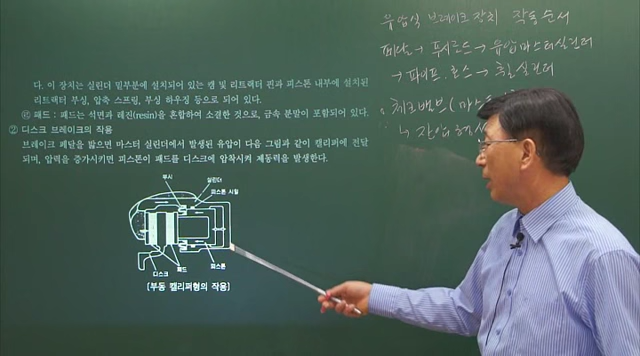 다. 이 장치는 실린더 밑부분에 설치되어 있는 캠 및 리트랙터 핀과 피스톤 내부에 설치된
리트랙터 부싱, 압축 스프링, 부싱 하우징 등으로 되어 있다.
㈐ 패드 : 패드는 석면과 레진(resin)을 혼합하여 소결한 것으로, 금속 분말이 포함되어 있다.
② 디스크 브레이크의 작용
브레이크 페달을 밟으면 마스터 실린더에서 발생된 유압이 다음 그림과 같이 캘리퍼에 전달
되며, 압력을 증가시키면 피스톤이 패드를 디스크에 압착시켜 제동력을 발생한다.
부시 실린더
피스톤 시일
디스크 패드 피스톤
[부동 캘리퍼형의 작용]
유압식 브레이크 장치 작동순서
페달 → 푸시로드 → 유압마스터실린더
→ 파이프. 호스 → 휠실린더
체크밸브(마스
잔압